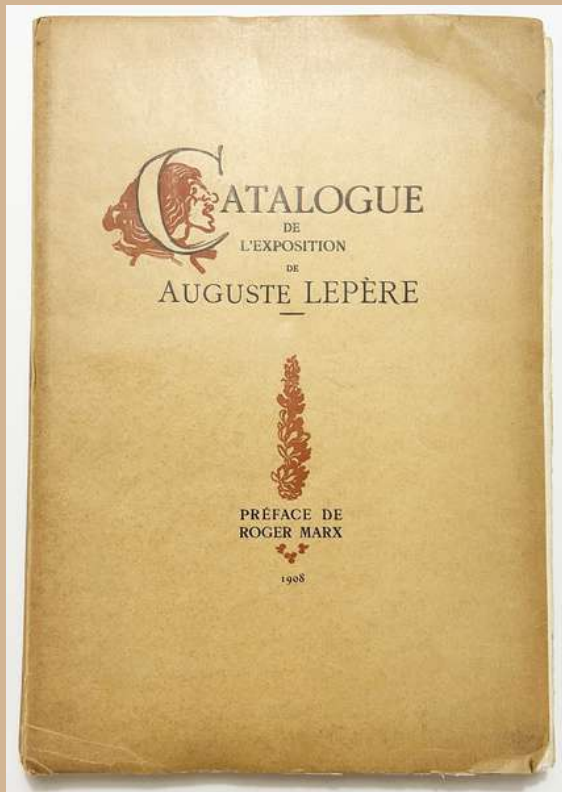 CATALOGUE
DE
L'EXPOSITION
DE
AUGUSTE LEPÈRE
PRÉFACE DE
ROGER MARX
1908